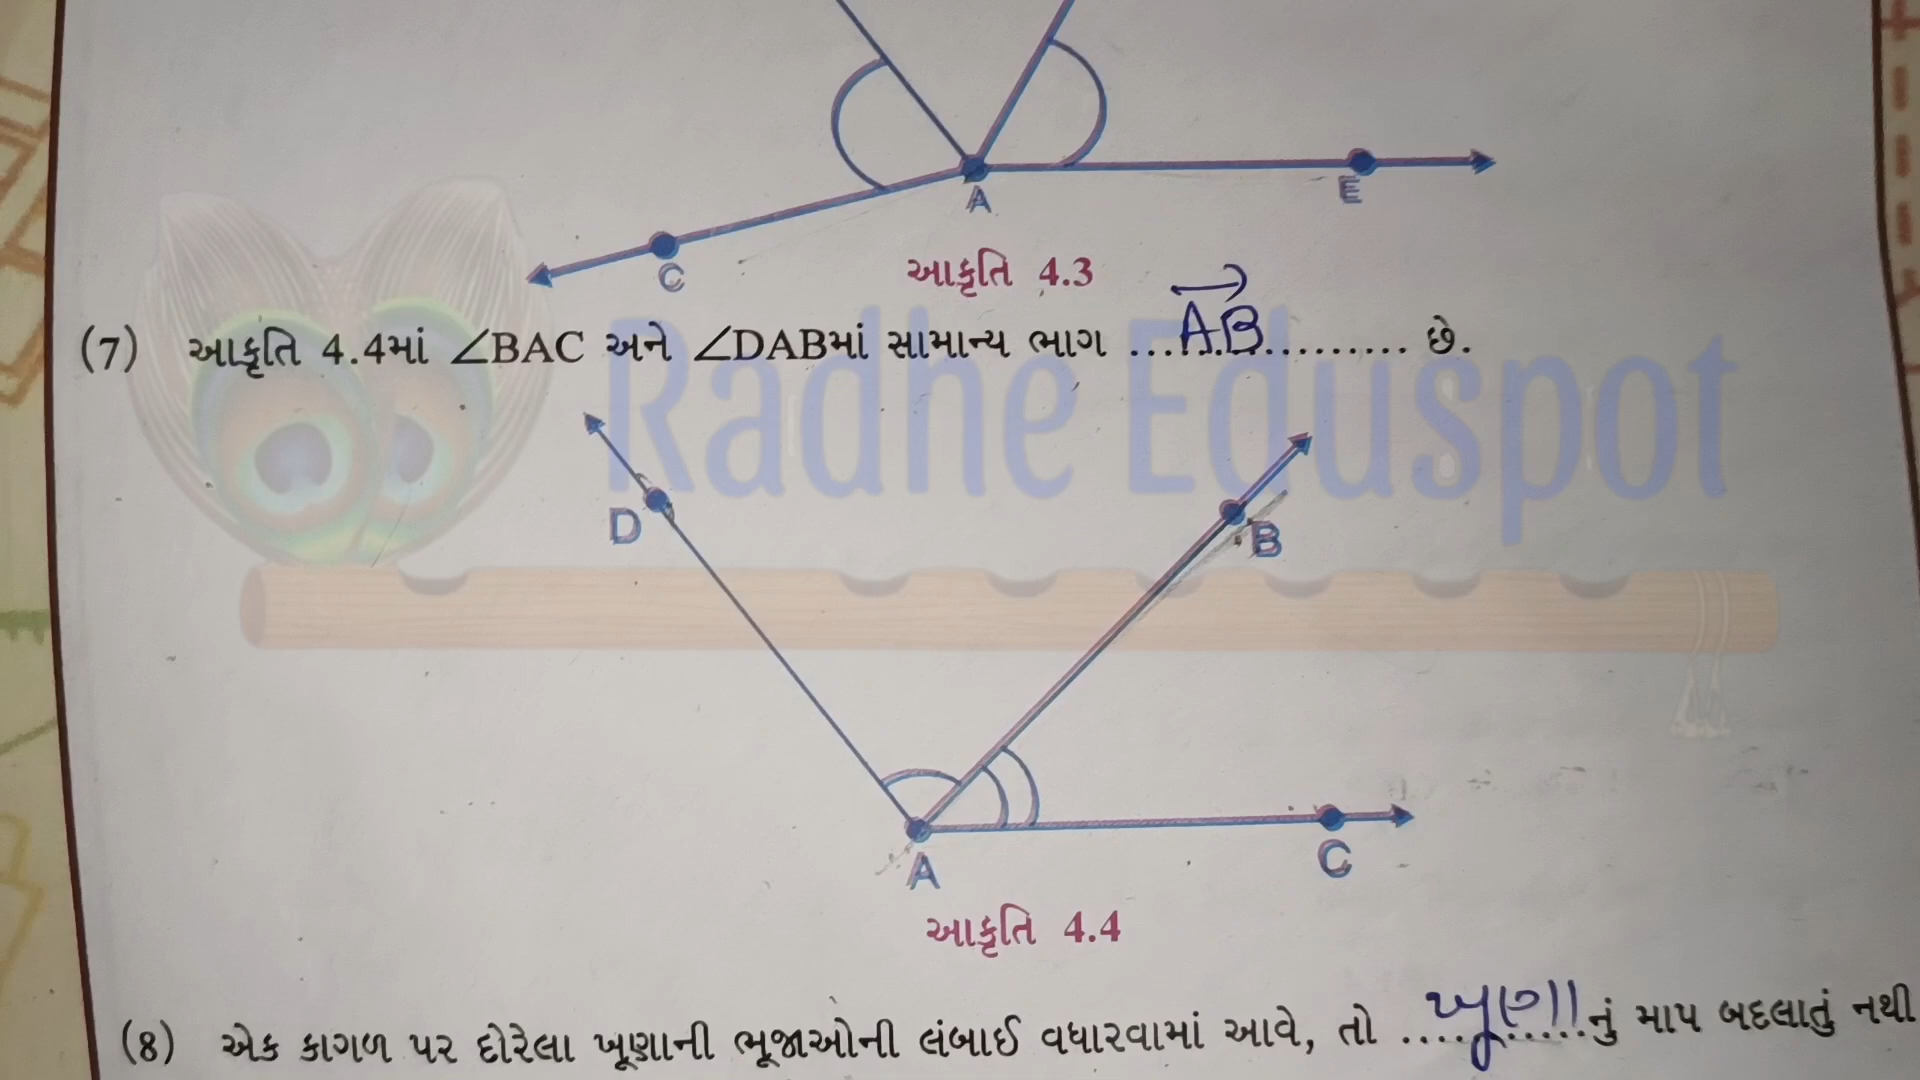 A
E
C
આકૃતિ 4.3
(7) આકૃતિ 4.4માં ∠BAC અને ∠DABમાં સામાન્ય ભાગ .....AB........... છે.
Radhe Eduspot
D
B
A
C
આકૃતિ 4.4
(8) એક કાગળ પર દોરેલા ખૂણાની ભૂજાઓની લંબાઈ વધારવામાં આવે, તો ....ખૂણા.....નું માપ બદલાતું નથી